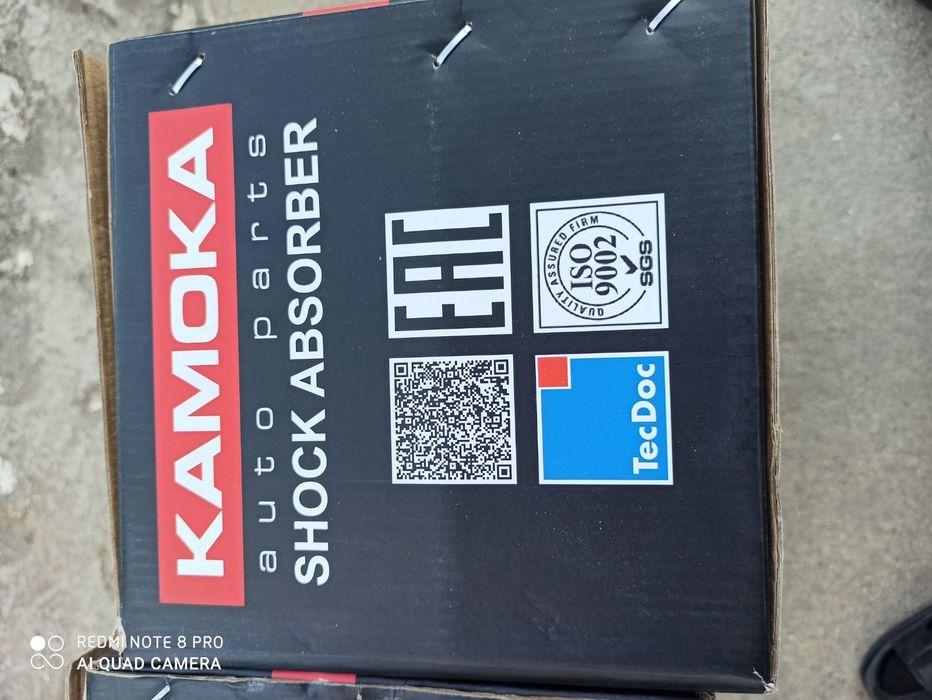 KAMOKA
auto parts
SHOCK ABSORBER
EAC
QUALITY ASSURED FIRM
ISO
9002
SGS
TecDoc
REDMI NOTE 8 PRO
AI QUAD CAMERA